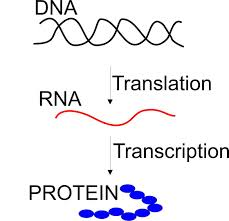 DNA
Translation
RNA
Transcription
PROTEIN